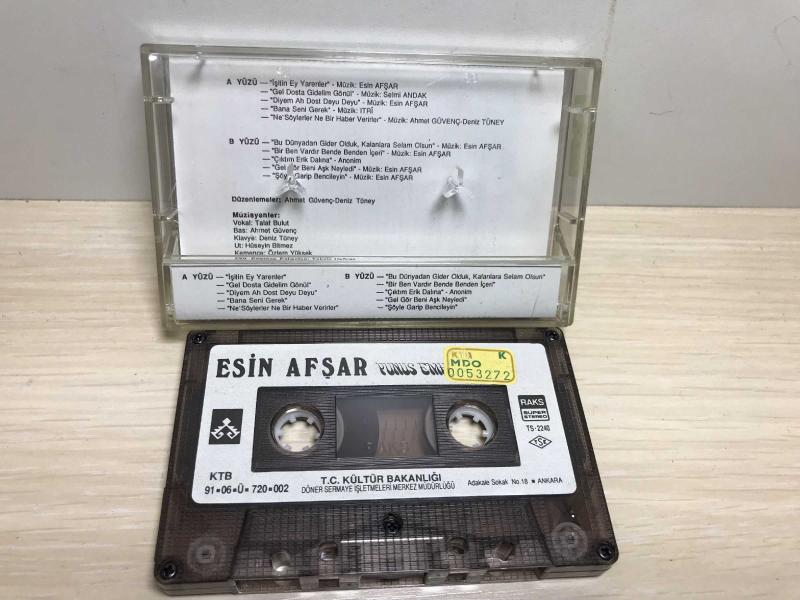 A YÜZÜ — "İşitin Ey Yarenler" - Müzik: Esin AFŞAR
— "Gel Dosta Gidelim Gönül" - Müzik: Selmi ANDAK
— "Diyem Ah Dost Deyu Deyu" - Müzik: Esin AFŞAR
— "Bana Seni Gerek" - Müzik: ITRİ
— "Ne Söylerler Ne Bir Haber Verirler" - Müzik: Ahmet GÜVENÇ-Deniz TÜNEY
B YÜZÜ — "Bu Dünyadan Gider Olduk, Kalanlara Selam Olsun" - Müzik: Esin AFŞAR
— "Bir Ben Vardır Bende Benden İçeri" - Müzik: Esin AFŞAR
— "Çıktım Erik Dalına" - Anonim
— "Gel Gör Beni Aşk Neyledi" - Müzik: Esin AFŞAR
— "Şöyle Garip Bencileyin" - Müzik: Esin AFŞAR
Düzenlemeler: Ahmet Güvenç-Deniz Tüney
Müzisyenler:
Vokal: Talat Bulut
Bas: Ahmet Güvenç
Klavye: Deniz Tüney
Ut: Hüseyin Bitmez
Kemençe: Özlem Yüksek
A YÜZÜ — "İşitin Ey Yarenler"
— "Gel Dosta Gidelim Gönül"
— "Diyem Ah Dost Deyu Deyu"
— "Bana Seni Gerek"
— "Ne Söylerler Ne Bir Haber Verirler"
B YÜZÜ — "Bu Dünyadan Gider Olduk, Kalanlara Selam Olsun"
— "Bir Ben Vardır Bende Benden İçeri"
— "Çıktım Erik Dalına" - Anonim
— "Gel Gör Beni Aşk Neyledi"
— "Şöyle Garip Bencileyin"
ESİN AFŞAR YUNUS
K
MDO
0053272
RAKS
SUPER
STEREO
TS-2240
TSE
KTB
91■06■Ü■720■002
T.C. KÜLTÜR BAKANLIĞI
DÖNER SERMAYE İŞLETMELERİ MERKEZ MÜDÜRLÜĞÜ
Adakale Sokak No.18 ■ ANKARA